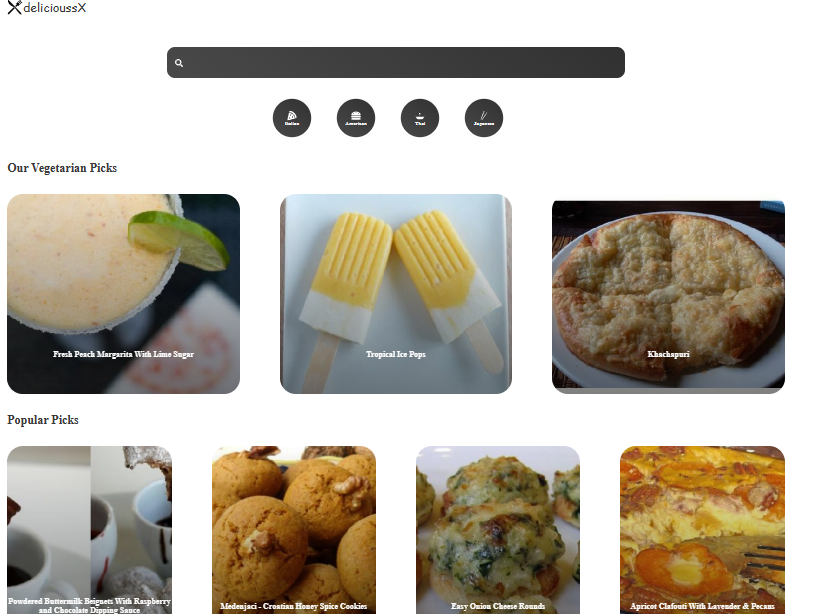 delicioussX
Italian
American
Thai
Japanese
Our Vegetarian Picks
Fresh Peach Margarita With Lime Sugar
Tropical Ice Pops
Khachapuri
Popular Picks
Powdered Buttermilk Beignets With Raspberry
and Chocolate Dipping Sauce
Medenjaci - Croatian Honey Spice Cookies
Easy Onion Cheese Rounds
Apricot Clafouti With Lavender & Pecans